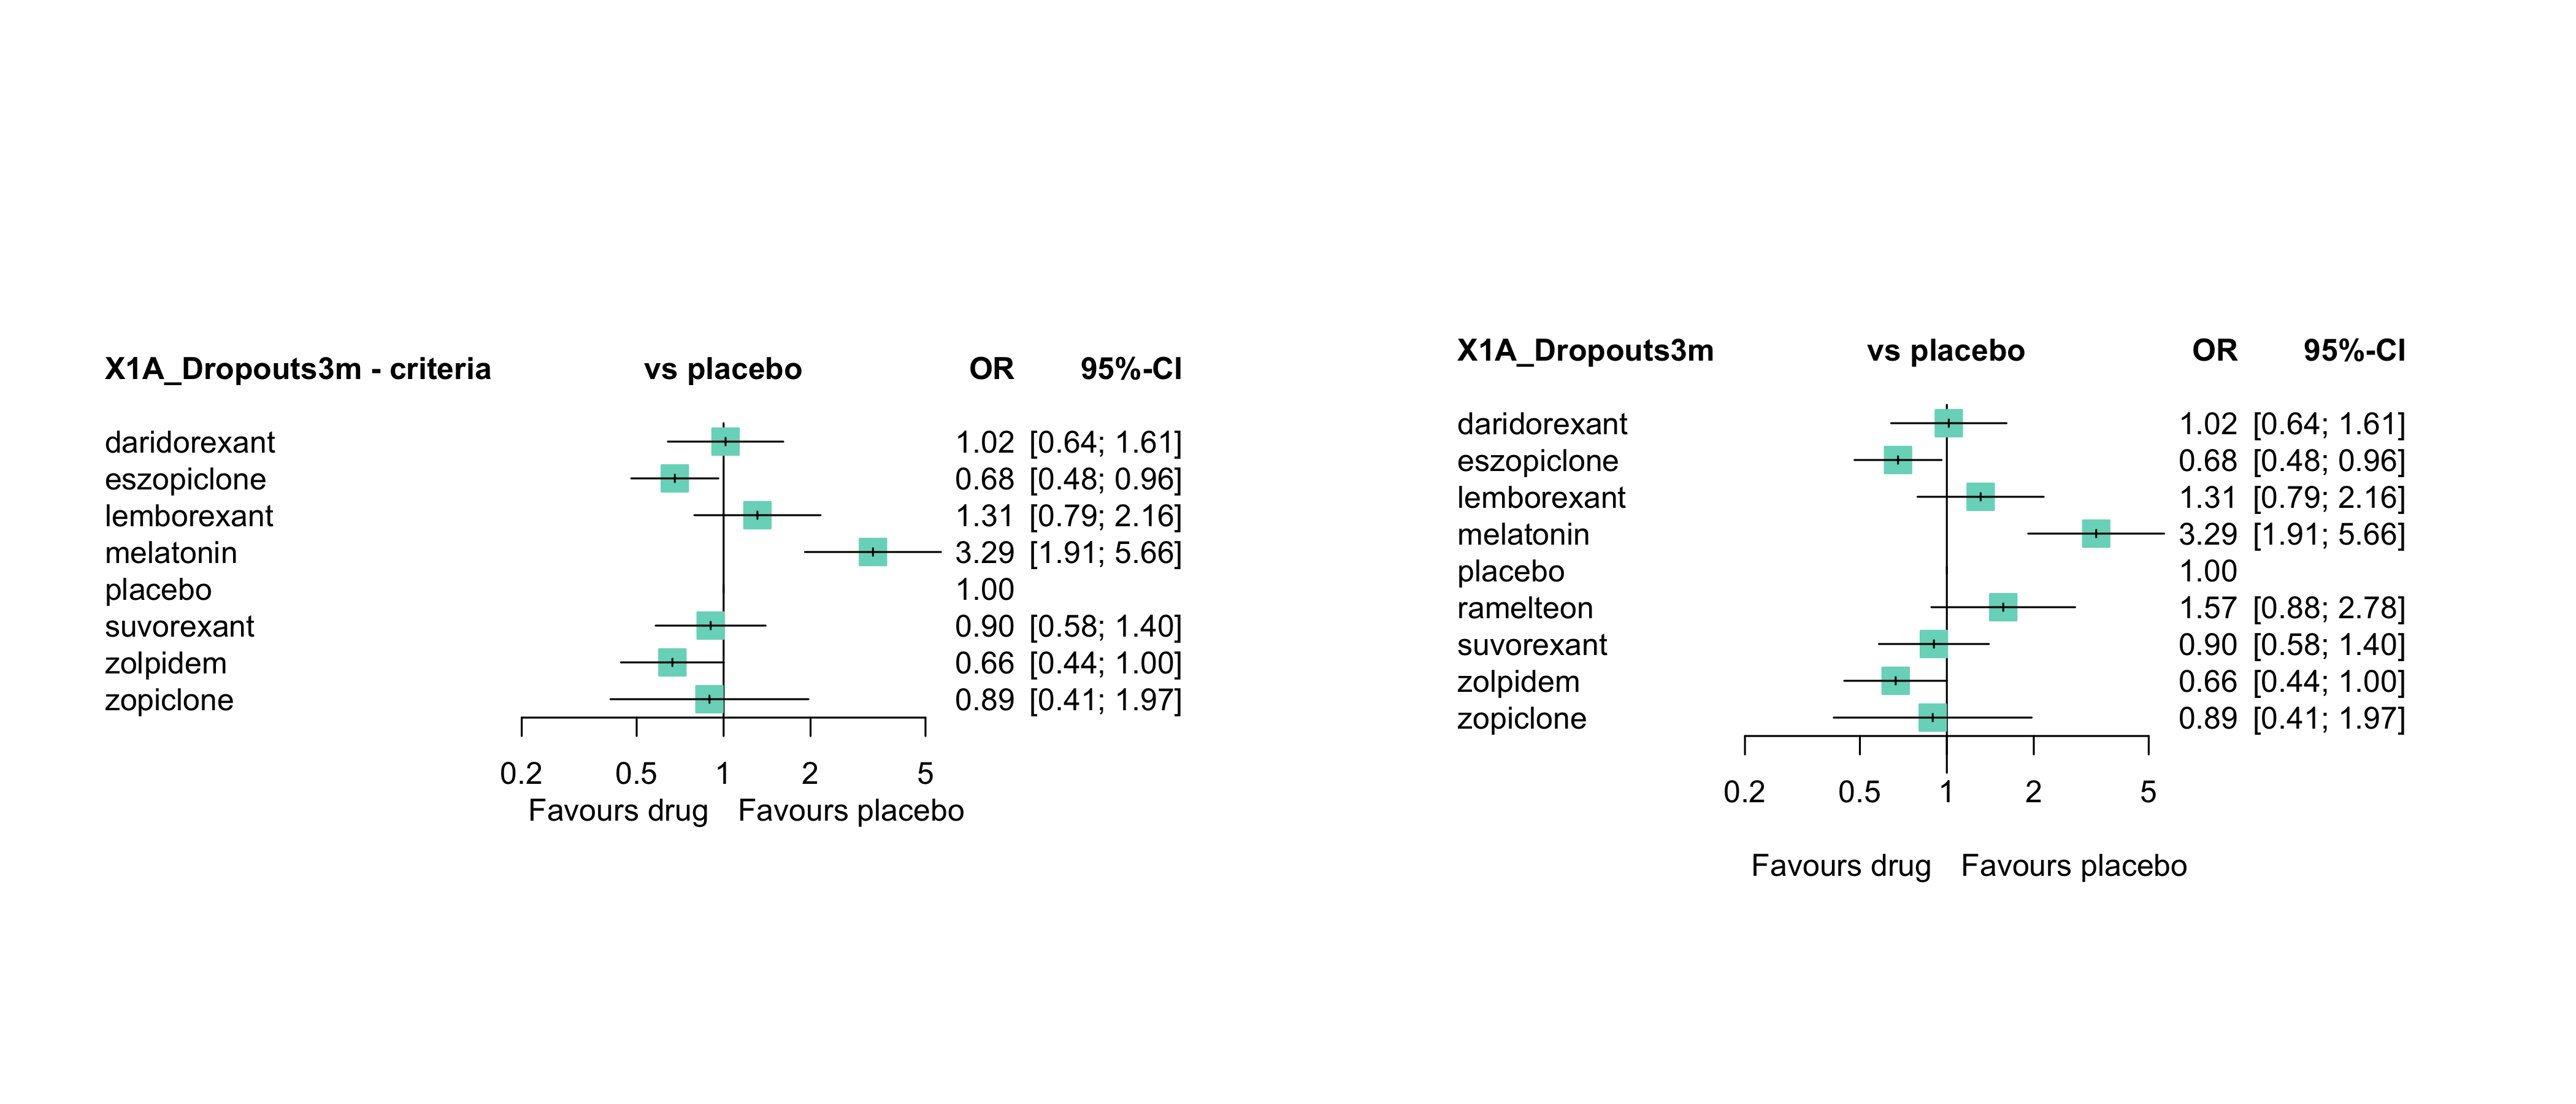 X1A_Dropouts3m - criteria vs placebo OR 95%-CI
daridorexant 1.02 [0.64; 1.61]
eszopiclone 0.68 [0.48; 0.96]
lemborexant 1.31 [0.79; 2.16]
melatonin 3.29 [1.91; 5.66]
placebo 1.00
suvorexant 0.90 [0.58; 1.40]
zolpidem 0.66 [0.44; 1.00]
zopiclone 0.89 [0.41; 1.97]
0.2 0.5 1 2 5
Favours drug Favours placebo
X1A_Dropouts3m vs placebo OR 95%-CI
daridorexant 1.02 [0.64; 1.61]
eszopiclone 0.68 [0.48; 0.96]
lemborexant 1.31 [0.79; 2.16]
melatonin 3.29 [1.91; 5.66]
placebo 1.00
ramelteon 1.57 [0.88; 2.78]
suvorexant 0.90 [0.58; 1.40]
zolpidem 0.66 [0.44; 1.00]
zopiclone 0.89 [0.41; 1.97]
0.2 0.5 1 2 5
Favours drug Favours placebo